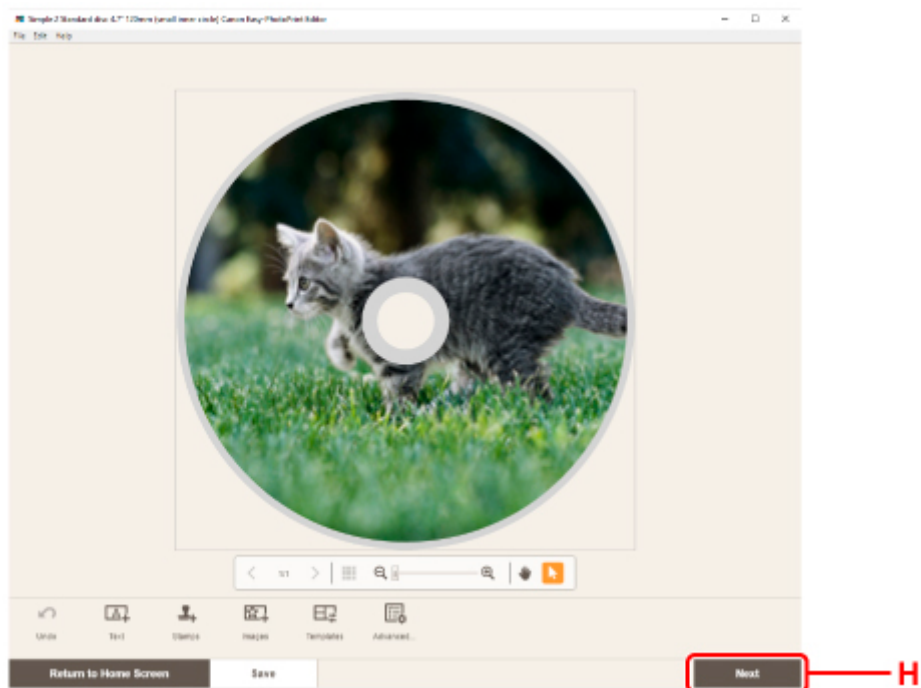 Simple 2 Standard disc 4.7" 120mm (small inner circle) Canon Easy-PhotoPrint Editor
File Edit Help
1/1
Undo Text Stamps Images Templates Advanced...
Return to Home Screen Save Next
H